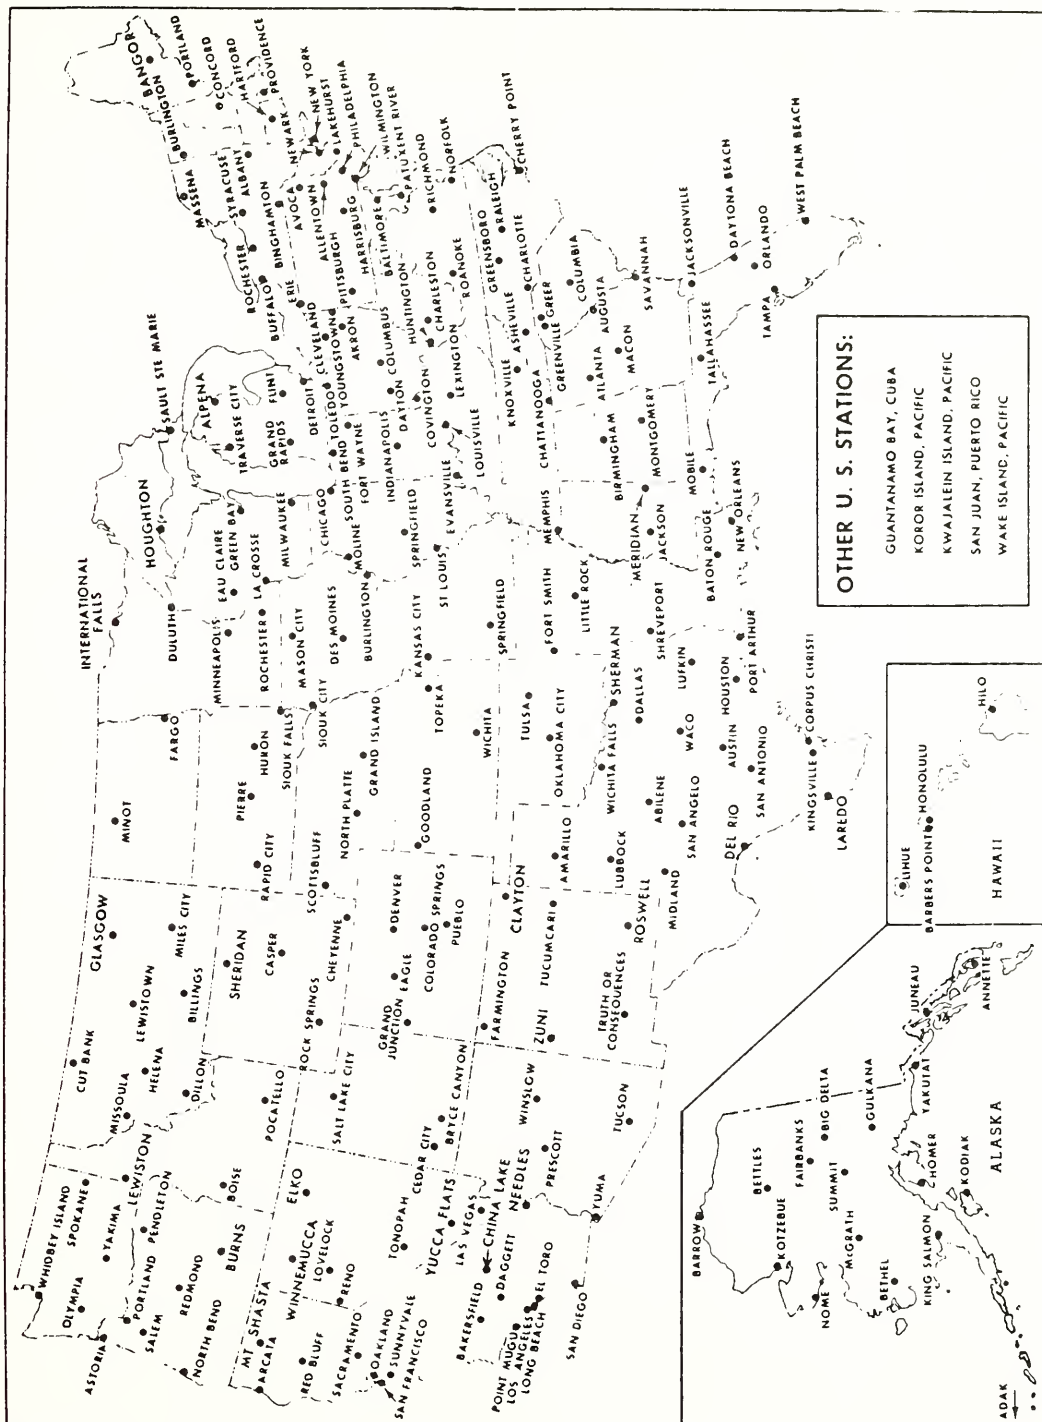 WHIDBEY ISLAND
SPOKANE
OLYMPIA
YAKIMA
ASTORIA
LEWISTON
PORTLAND
PENDLETON
SALEM
REDMOND
BURNS
NORTH BEND
BOISE
CUT BANK
GLASGOW
MISSOULA
HELENA
LEWISTOWN
MILES CITY
BILLINGS
DILLON
POCATELLO
SHERIDAN
CASPER
ROCK SPRINGS
CHEYENNE
MT SHASTA
ARCATA
RED BLUFF
SACRAMENTO
OAKLAND
SUNNYVALE
SAN FRANCISCO
WINNEMUCCA
LOVELOCK
RENO
ELKO
TONOPAH
YUCCA FLATS
LAS VEGAS
CHINA LAKE
BAKERSFIELD
DAGGETT
NEEDLES
POINT MUGU
LOS ANGELES
LONG BEACH
EL TORO
SAN DIEGO
YUMA
SALT LAKE CITY
CEDAR CITY
BRYCE CANYON
WINSLOW
PRESCOTT
TUCSON
GRAND
JUNCTION
EAGLE
DENVER
COLORADO SPRINGS
PUEBLO
FARMINGTON
ZUNI
CLAYTON
TUCUMCARI
TRUTH OR
CONSEQUENCES
ROSWELL
MINOT
FARGO
PIERRE
HURON
RAPID CITY
SIOUX FALLS
SCOTTSBLUFF
NORTH PLATTE
GRAND ISLAND
GOODLAND
TOPEKA
WICHITA
TULSA
OKLAHOMA CITY
AMARILLO
LUBBOCK
WICHITA FALLS
SHERMAN
DALLAS
ABILENE
MIDLAND
SAN ANGELO
WACO
LUFKIN
DEL RIO
AUSTIN
HOUSTON
SAN ANTONIO
PORT ARTHUR
KINGSVILLE
CORPUS CHRISTI
LAREDO
INTERNATIONAL
FALLS
DULUTH
MINNEAPOLIS
ROCHESTER
HOUGHTON
EAU CLAIRE
GREEN BAY
LA CROSSE
MILWAUKEE
MASON CITY
SIOUX CITY
DES MOINES
BURLINGTON
CHICAGO
MOLINE
SPRINGFIELD
KANSAS CITY
ST LOUIS
SPRINGFIELD
FORT SMITH
LITTLE ROCK
SHREVEPORT
BATON ROUGE
NEW ORLEANS
SAULT STE MARIE
ALPENA
TRAVERSE CITY
GRAND
RAPIDS
FLINT
DETROIT
SOUTH BEND
FORT WAYNE
INDIANAPOLIS
EVANSVILLE
TOLEDO
CLEVELAND
YOUNGSTOWN
AKRON
COLUMBUS
DAYTON
COVINGTON
LOUISVILLE
LEXINGTON
MEMPHIS
KNOXVILLE
CHATTANOOGA
MERIDIAN
JACKSON
BIRMINGHAM
MONTGOMERY
MOBILE
ATLANTA
AUGUSTA
MACON
SAVANNAH
TALLAHASSEE
JACKSONVILLE
DAYTONA BEACH
ORLANDO
TAMPA
WEST PALM BEACH
BANGOR
PORTLAND
BURLINGTON
CONCORD
HARTFORD
PROVIDENCE
MASSENA
SYRACUSE
ALBANY
ROCHESTER
BUFFALO
BINGHAMTON
NEWARK
NEW YORK
LAKEHURST
PHILADELPHIA
WILMINGTON
ERIE
AVOCA
ALLENTOWN
PITTSBURGH
HARRISBURG
BALTIMORE
PATUXENT RIVER
HUNTINGTON
CHARLESTON
ROANOKE
RICHMOND
NORFOLK
CHERRY POINT
GREENSBORO
RALEIGH
ASHEVILLE
CHARLOTTE
GREENVILLE
GREER
COLUMBIA
OTHER U. S. STATIONS:
GUANTANAMO BAY, CUBA
KOROR ISLAND, PACIFIC
KWAJALEIN ISLAND, PACIFIC
SAN JUAN, PUERTO RICO
WAKE ISLAND, PACIFIC
LIHUE
BARBERS POINT
HONOLULU
HILO
HAWAII
BARROW
KOTZEBUE
BETTLES
FAIRBANKS
BIG DELTA
NOME
SUMMIT
McGRATH
GULKANA
BETHEL
HOMER
YAKUTAT
JUNEAU
ANNETTE
KING SALMON
KODIAK
ALASKA
ADAK